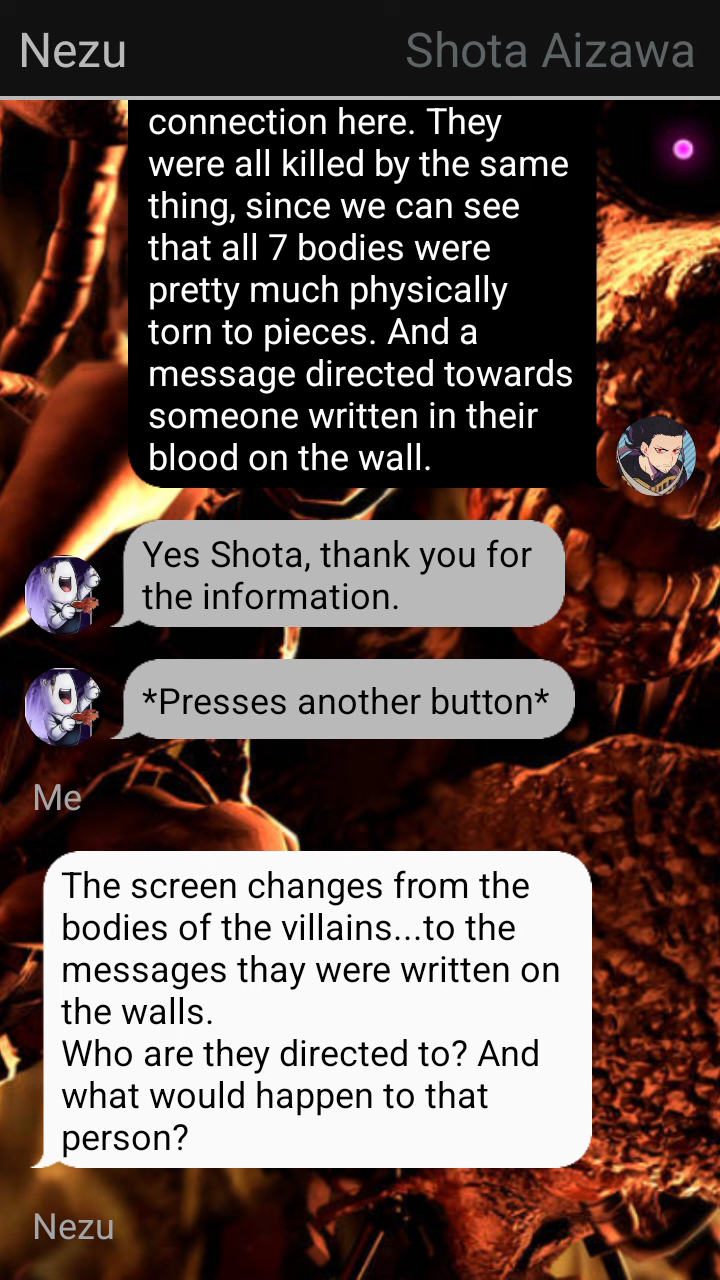 Nezu
Shota Aizawa
connection here. They
were all killed by the same
thing, since we can see
that all 7 bodies were
pretty much physically
torn to pieces. And a
message directed towards
someone written in their
blood on the wall.
Yes Shota, thank you for
the information.
*Presses another button*
Me
The screen changes from the
bodies of the villains...to the
messages thay were written on
the walls.
Who are they directed to? And
what would happen to that
person?
Nezu